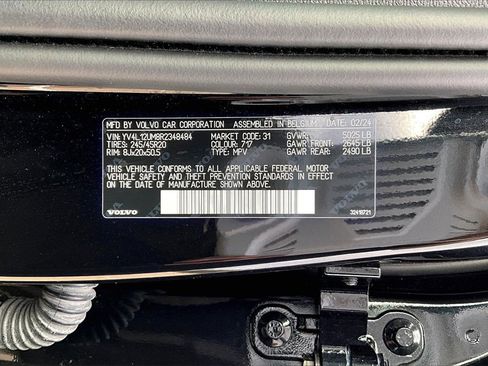 MFD BY VOLVO CAR CORPORATION ASSEMBLED IN BELGIUM DATE: 02/24
VIN: YV4L12UM8R2348484 MARKET CODE: 31 GVWR: 5025 LB
TIRES: 245/45R20 COLOUR: 717 GAWR FRONT: 2645 LB
RIM: 8Jx20x50.5 TYPE: MPV GAWR REAR: 2490 LB
THIS VEHICLE CONFORMS TO ALL APPLICABLE FEDERAL MOTOR
VEHICLE SAFETY, BUMPER, AND THEFT PREVENTION STANDARDS
IN EFFECT ON THE DATE OF MANUFACTURE SHOWN ABOVE.
VOLVO 32419721